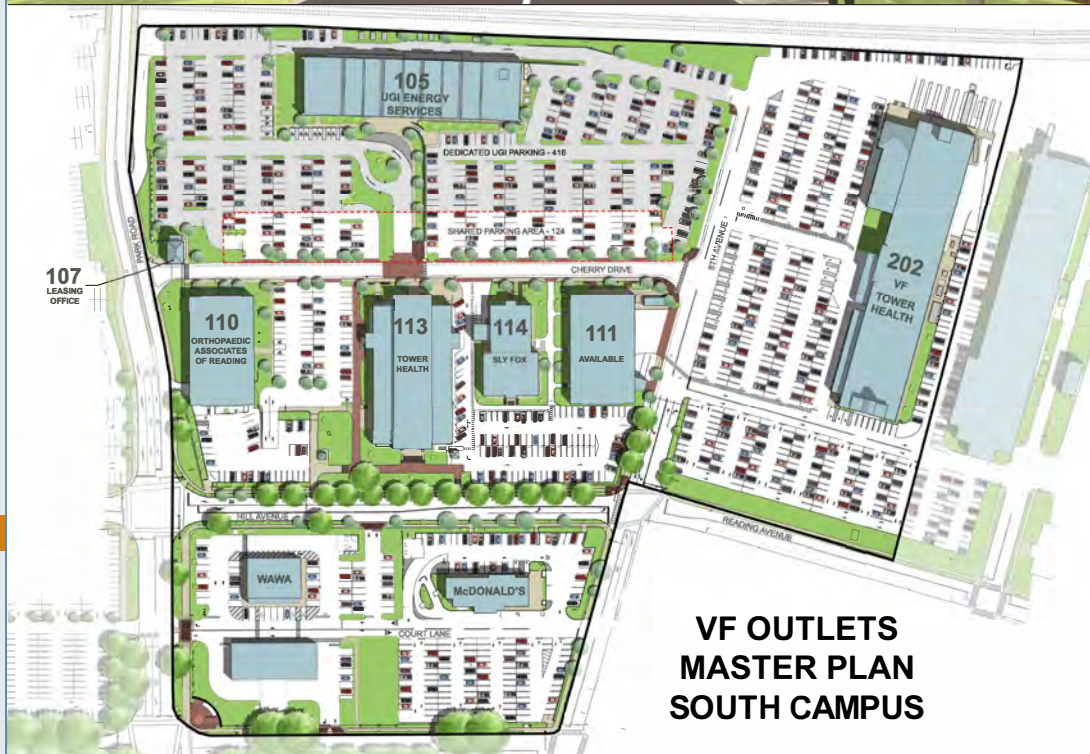 105
UGI ENERGY
SERVICES
DEDICATED UGI PARKING - 416
SHARED PARKING AREA - 124
PARK ROAD
8TH AVENUE
107
LEASING
OFFICE
CHERRY DRIVE
202
VF
TOWER
HEALTH
110
ORTHOPAEDIC
ASSOCIATES
OF READING
113
TOWER
HEALTH
114
SLY FOX
111
AVAILABLE
HILL AVENUE
READING AVENUE
WAWA
McDONALD'S
COURT LANE
VF OUTLETS
MASTER PLAN
SOUTH CAMPUS